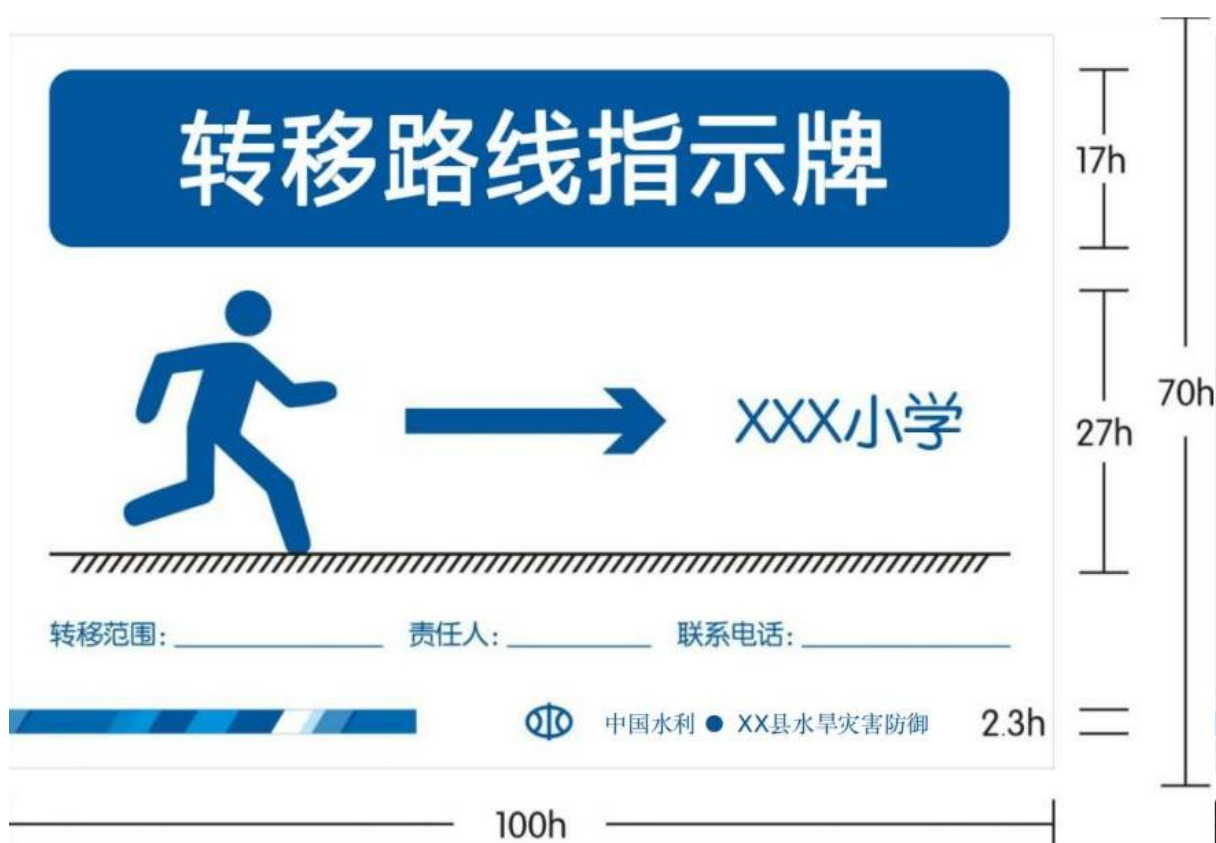 转移路线指示牌
17h
XXX小学
27h
70h
转移范围: 责任人: 联系电话:
中国水利 ● XX县水旱灾害防御 2.3h
100h